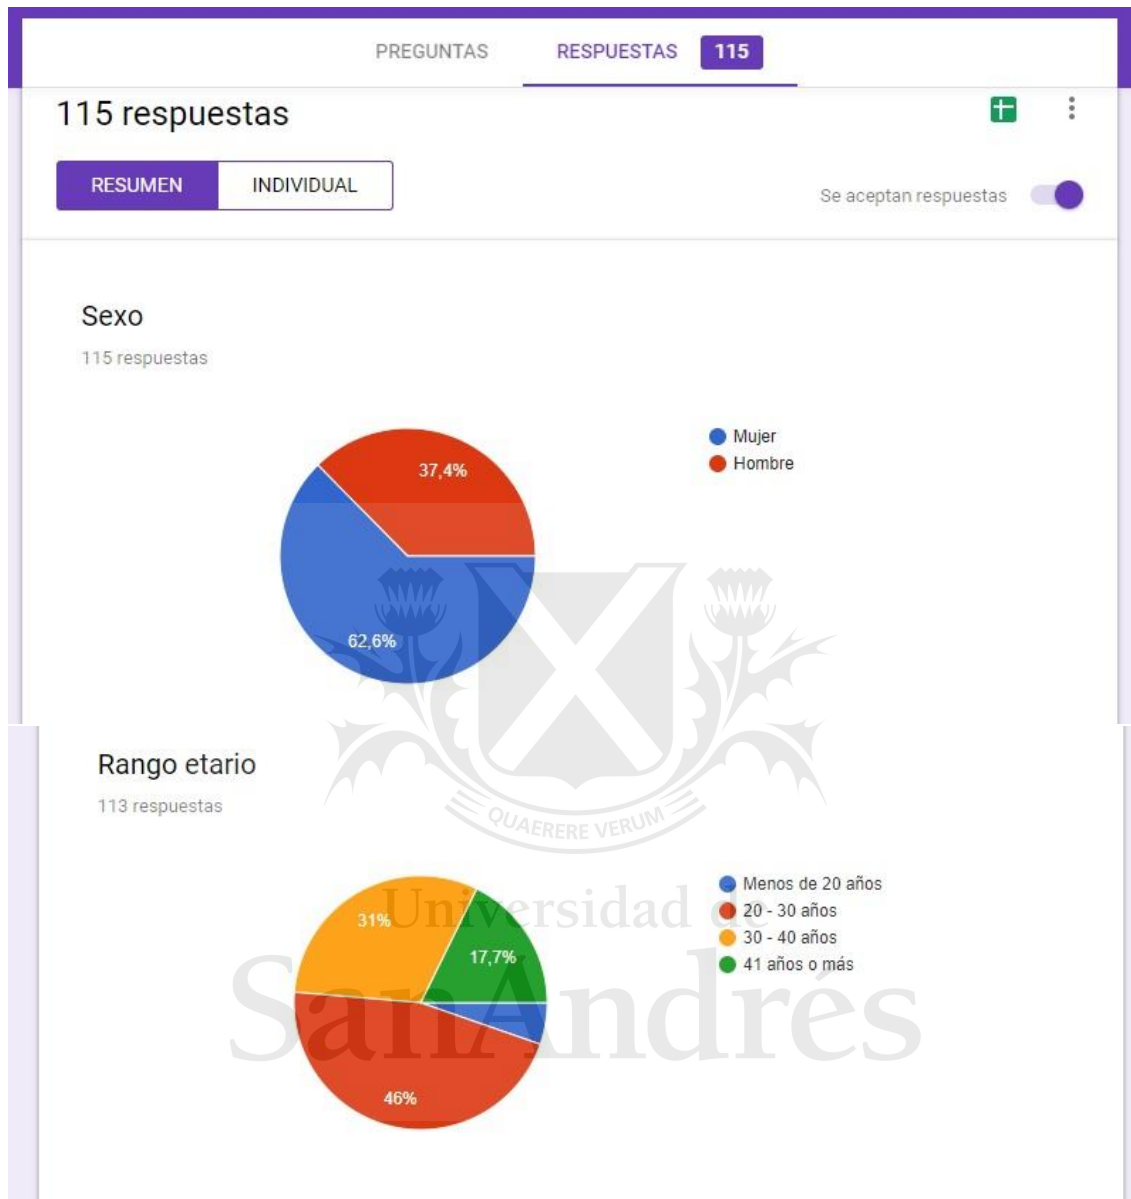 PREGUNTAS RESPUESTAS 115
115 respuestas
RESUMEN INDIVIDUAL
Se aceptan respuestas
Sexo
115 respuestas
Mujer
Hombre
37,4%
62,6%
QUAERERE VERUM
Rango etario
113 respuestas
Menos de 20 años
20 - 30 años
30 - 40 años
41 años o más
31%
17,7%
46%
Universidad de
SanAndrés